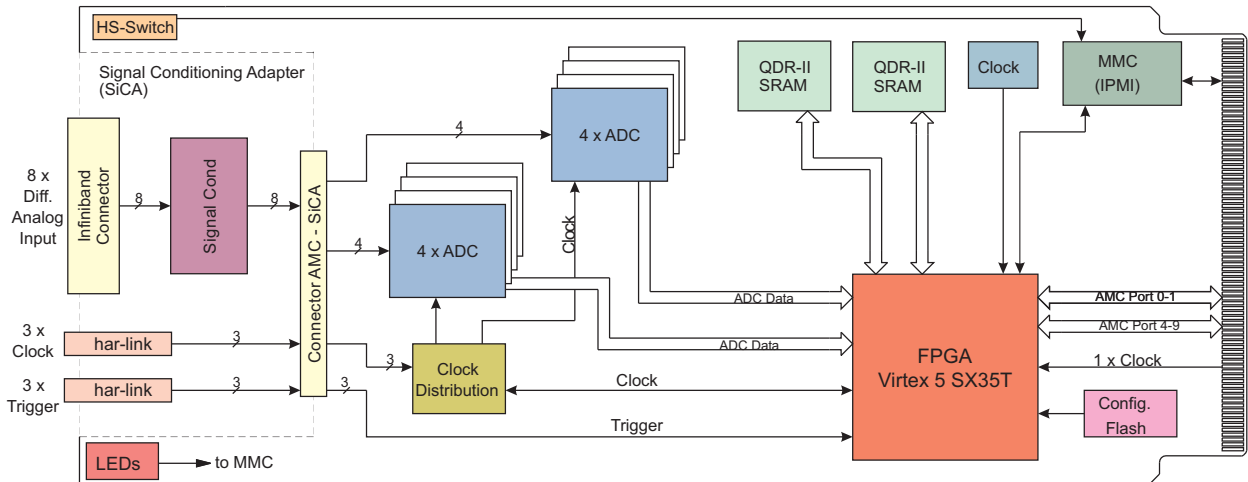 HS-Switch
Signal Conditioning Adapter
(SiCA)
8 x
Diff.
Analog
Input
Infiniband
Connector
8
Signal Cond
8
Connector AMC - SiCA
4
4 x ADC
4
4 x ADC
Clock
QDR-II
SRAM
QDR-II
SRAM
Clock
MMC
(IPMI)
ADC Data
ADC Data
AMC Port 0-1
AMC Port 4-9
FPGA
Virtex 5 SX35T
1 x Clock
Config.
Flash
3 x
Clock
har-link
3
3
Clock
Distribution
Clock
3 x
Trigger
har-link
3
3
Trigger
LEDs
to MMC